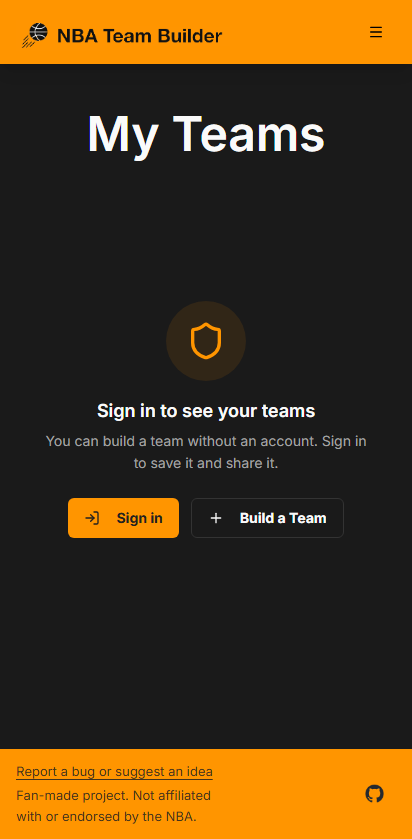 NBA Team Builder
My Teams
Sign in to see your teams
You can build a team without an account. Sign in
to save it and share it.
Sign in
Build a Team
Report a bug or suggest an idea
Fan-made project. Not affiliated
with or endorsed by the NBA.